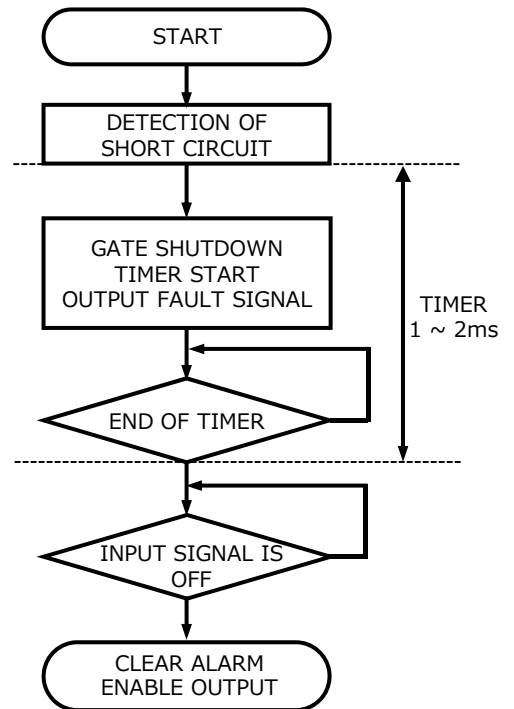 START
DETECTION OF
SHORT CIRCUIT
GATE SHUTDOWN
TIMER START
OUTPUT FAULT SIGNAL
TIMER
1 ~ 2ms
END OF TIMER
INPUT SIGNAL IS
OFF
CLEAR ALARM
ENABLE OUTPUT